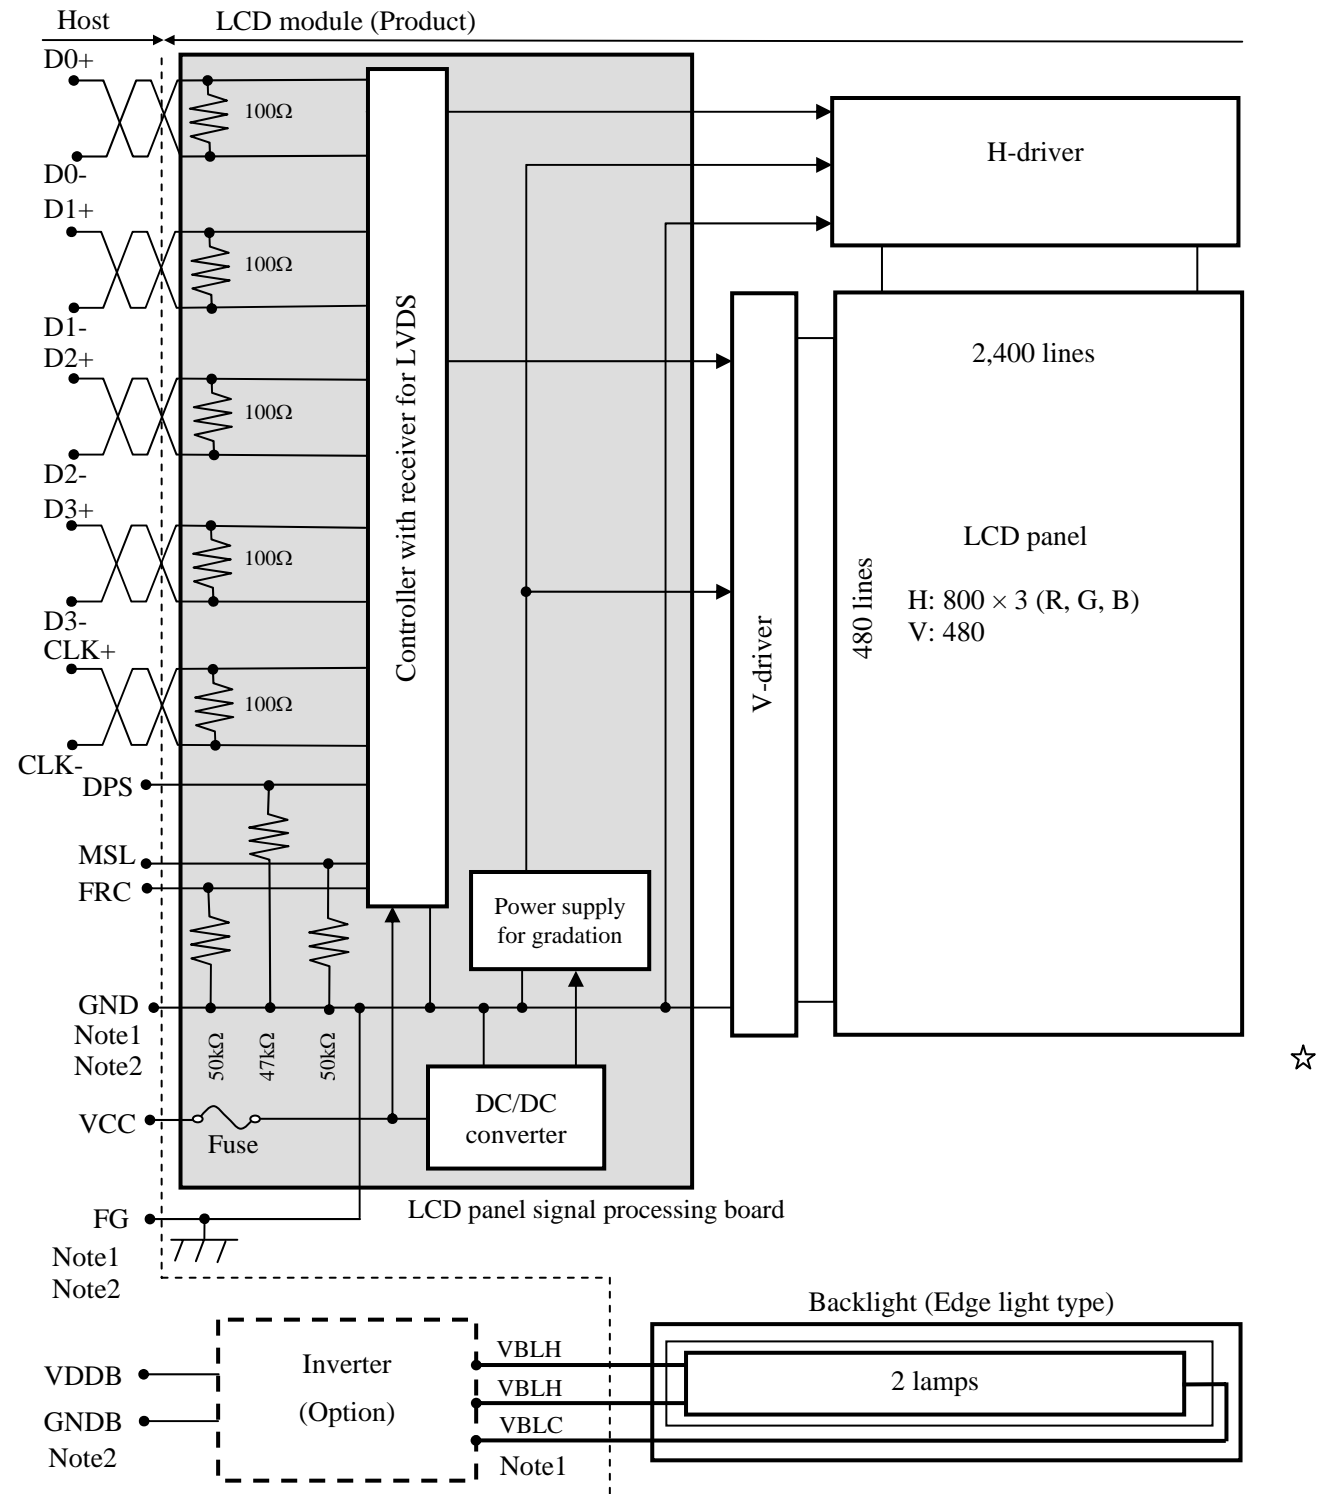 Host
LCD module (Product)
D0+
100Ω
D0-
D1+
100Ω
D1-
D2+
100Ω
D2-
D3+
100Ω
D3-
CLK+
100Ω
CLK-
DPS
MSL
FRC
GND
Note1
Note2
50kΩ
47kΩ
50kΩ
VCC
Fuse
FG
Note1
Note2
Controller with receiver for LVDS
Power supply
for gradation
DC/DC
converter
LCD panel signal processing board
H-driver
V-driver
2,400 lines
480 lines
LCD panel
H: 800 × 3 (R, G, B)
V: 480
☆
Backlight (Edge light type)
VDDB
GNDB
Note2
Inverter
(Option)
VBLH
VBLH
VBLC
Note1
2 lamps